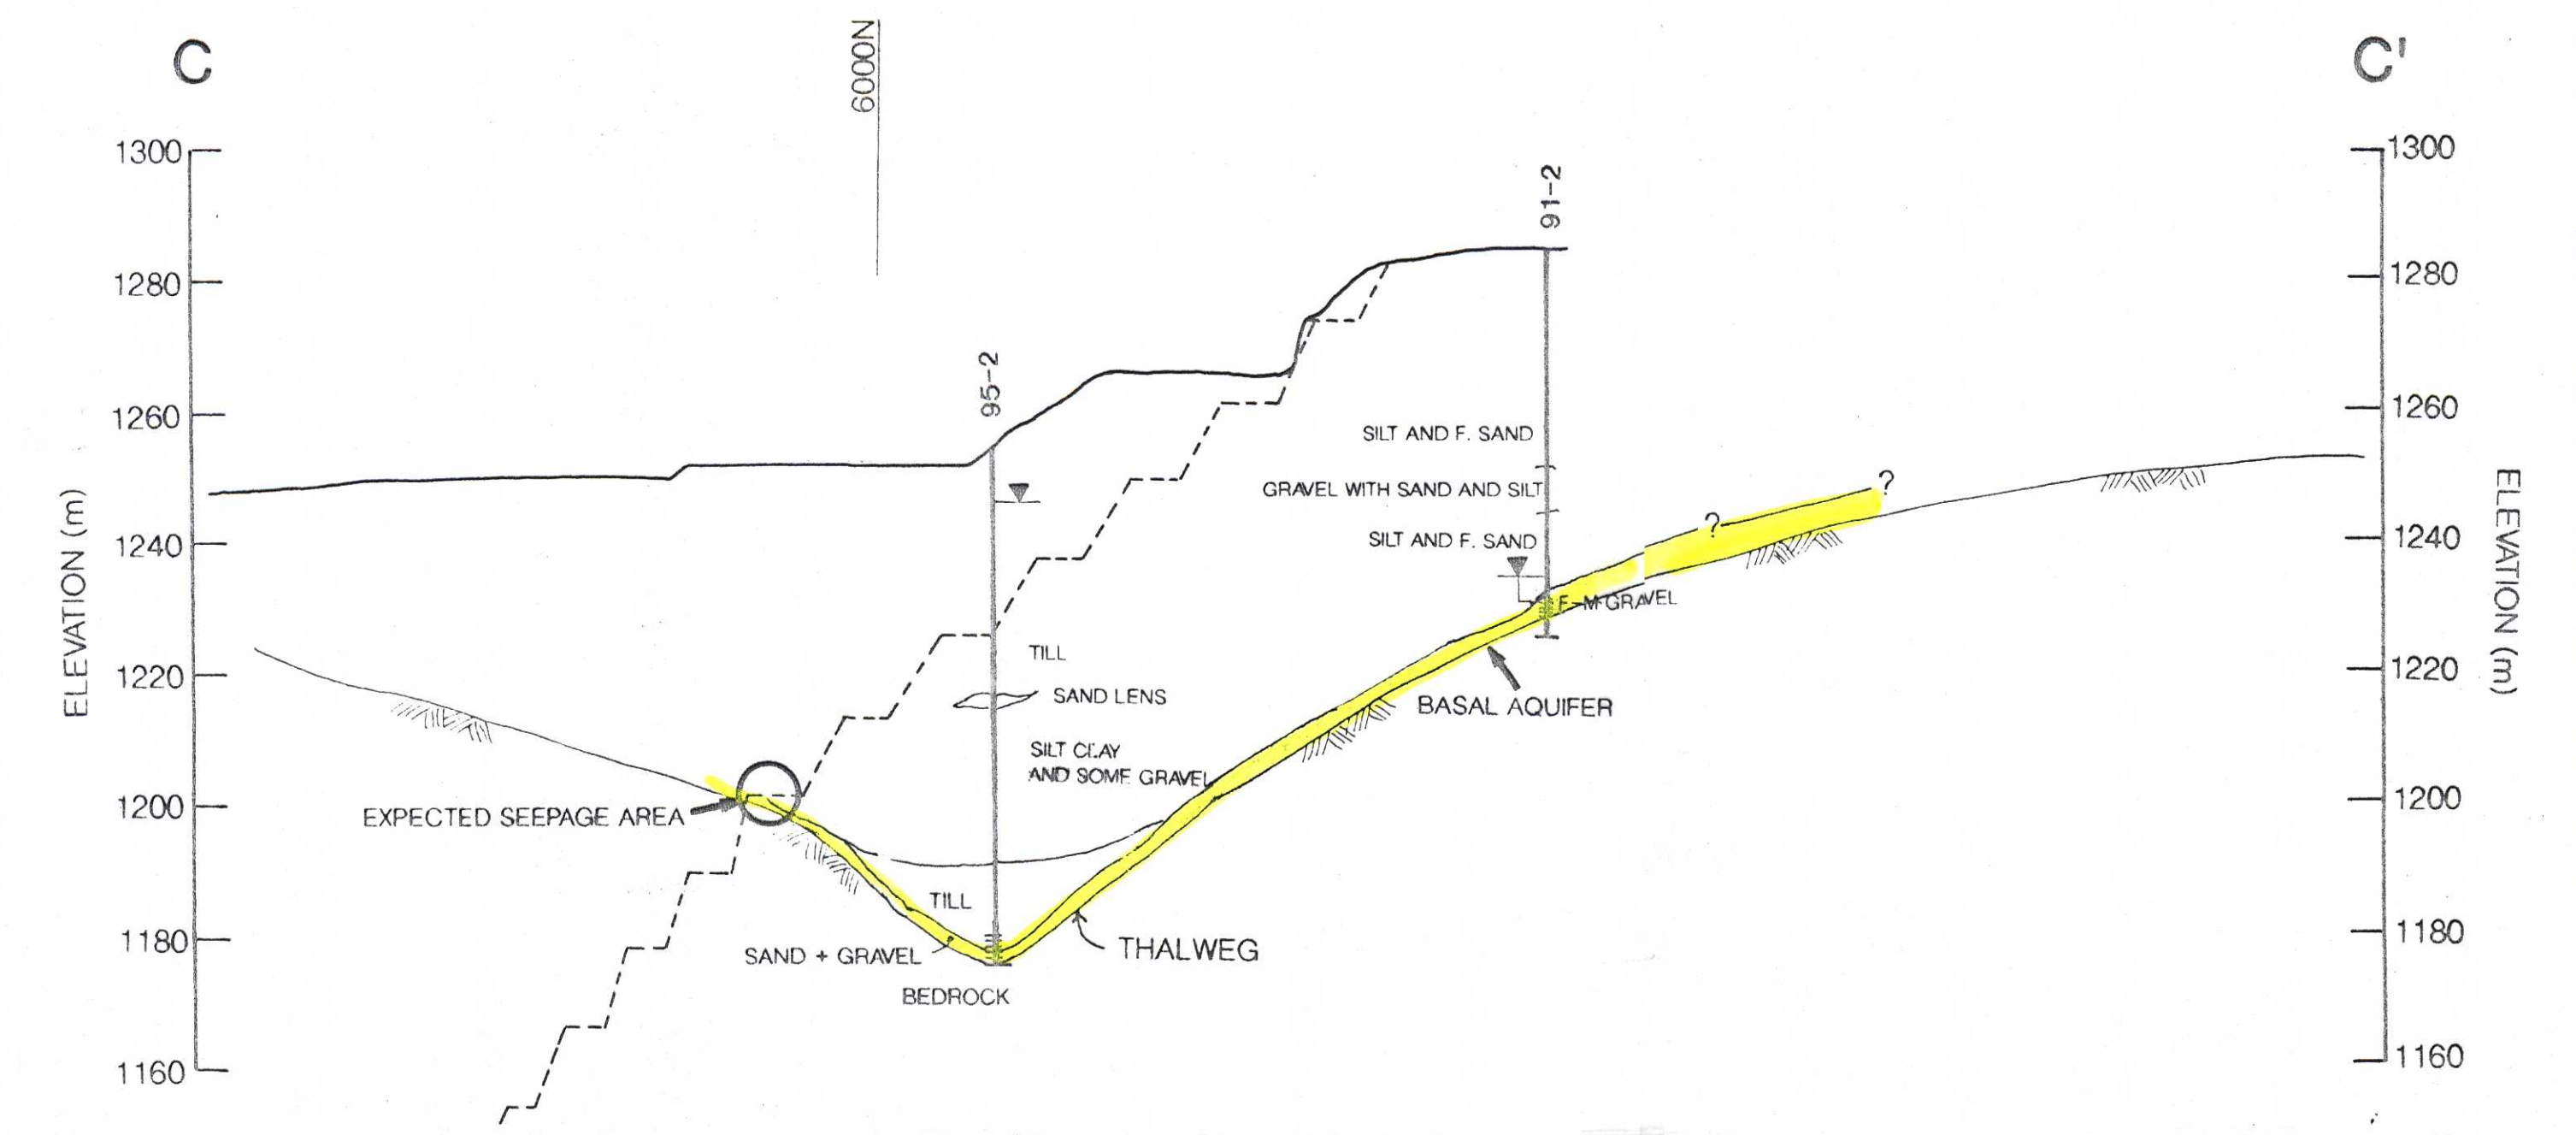 C
6000N
C'
1300
1300
91-2
1280
1280
95-2
1260
1260
SILT AND F. SAND
GRAVEL WITH SAND AND SILT
?
?
SILT AND F. SAND
1240
1240
ELEVATION (m)
ELEVATION (m)
F-M GRAVEL
TILL
1220
1220
SAND LENS
BASAL AQUIFER
SILT CLAY
AND SOME GRAVEL
1200
1200
EXPECTED SEEPAGE AREA
TILL
1180
1180
SAND + GRAVEL
THALWEG
BEDROCK
1160
1160